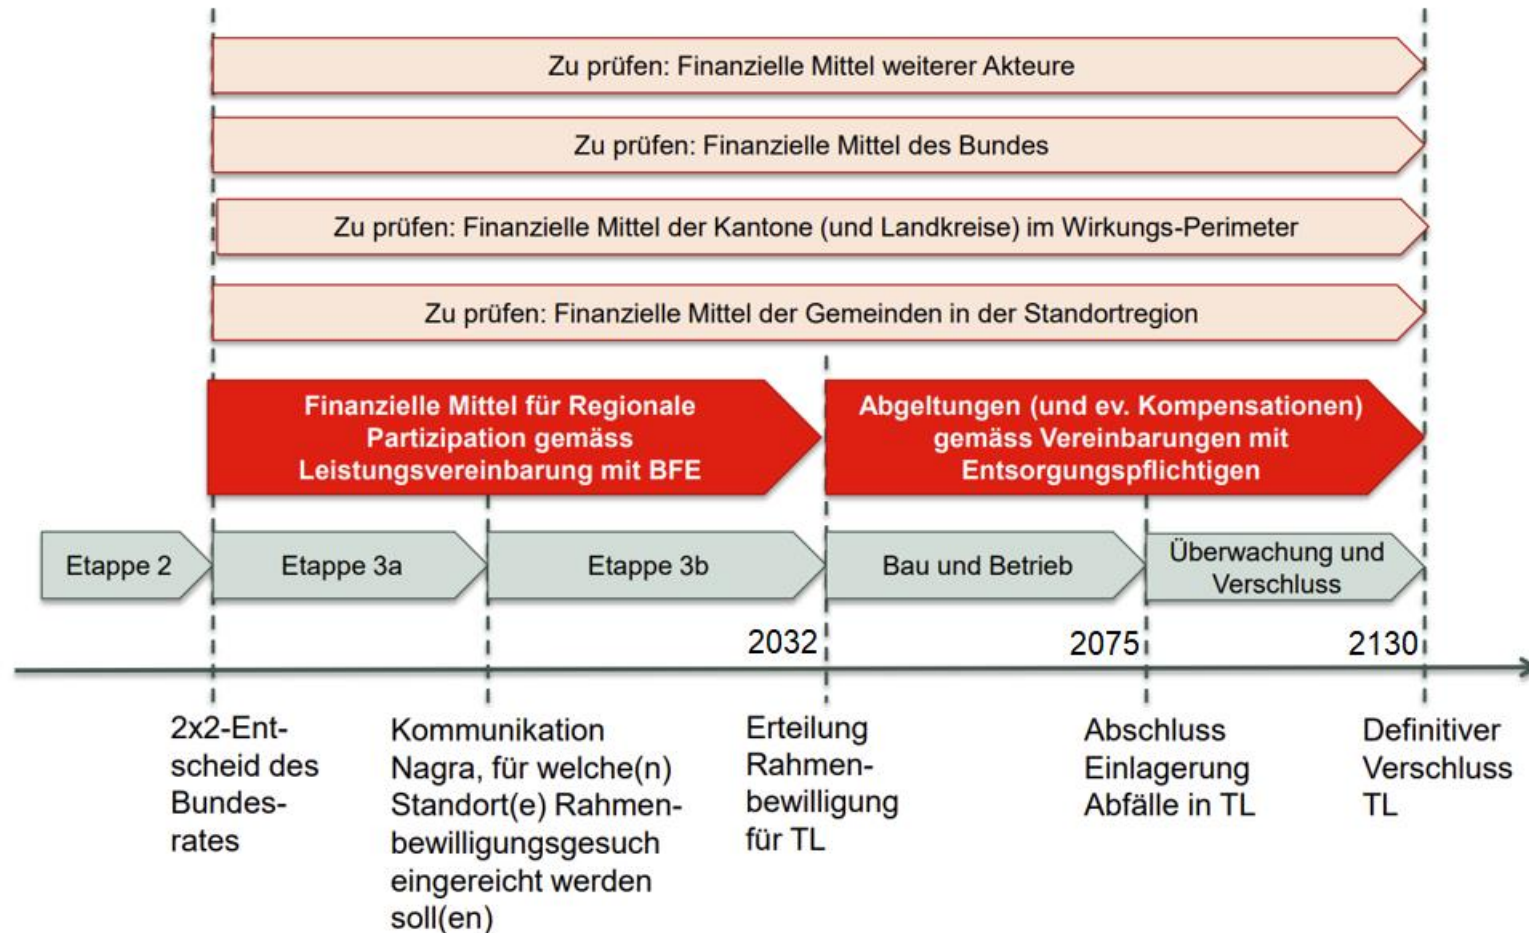 Zu prüfen: Finanzielle Mittel weiterer Akteure
Zu prüfen: Finanzielle Mittel des Bundes
Zu prüfen: Finanzielle Mittel der Kantone (und Landkreise) im Wirkungs-Perimeter
Zu prüfen: Finanzielle Mittel der Gemeinden in der Standortregion
Finanzielle Mittel für Regionale
Partizipation gemäss
Leistungsvereinbarung mit BFE
Abgeltungen (und ev. Kompensationen)
gemäss Vereinbarungen mit
Entsorgungspflichtigen
Etappe 2
Etappe 3a
Etappe 3b
Bau und Betrieb
Überwachung und
Verschluss
2032
2075
2130
2x2-Ent-
scheid des
Bundes-
rates
Kommunikation
Nagra, für welche(n)
Standort(e) Rahmen-
bewilligungsgesuch
eingereicht werden
soll(en)
Erteilung
Rahmen-
bewilligung
für TL
Abschluss
Einlagerung
Abfälle in TL
Definitiver
Verschluss
TL